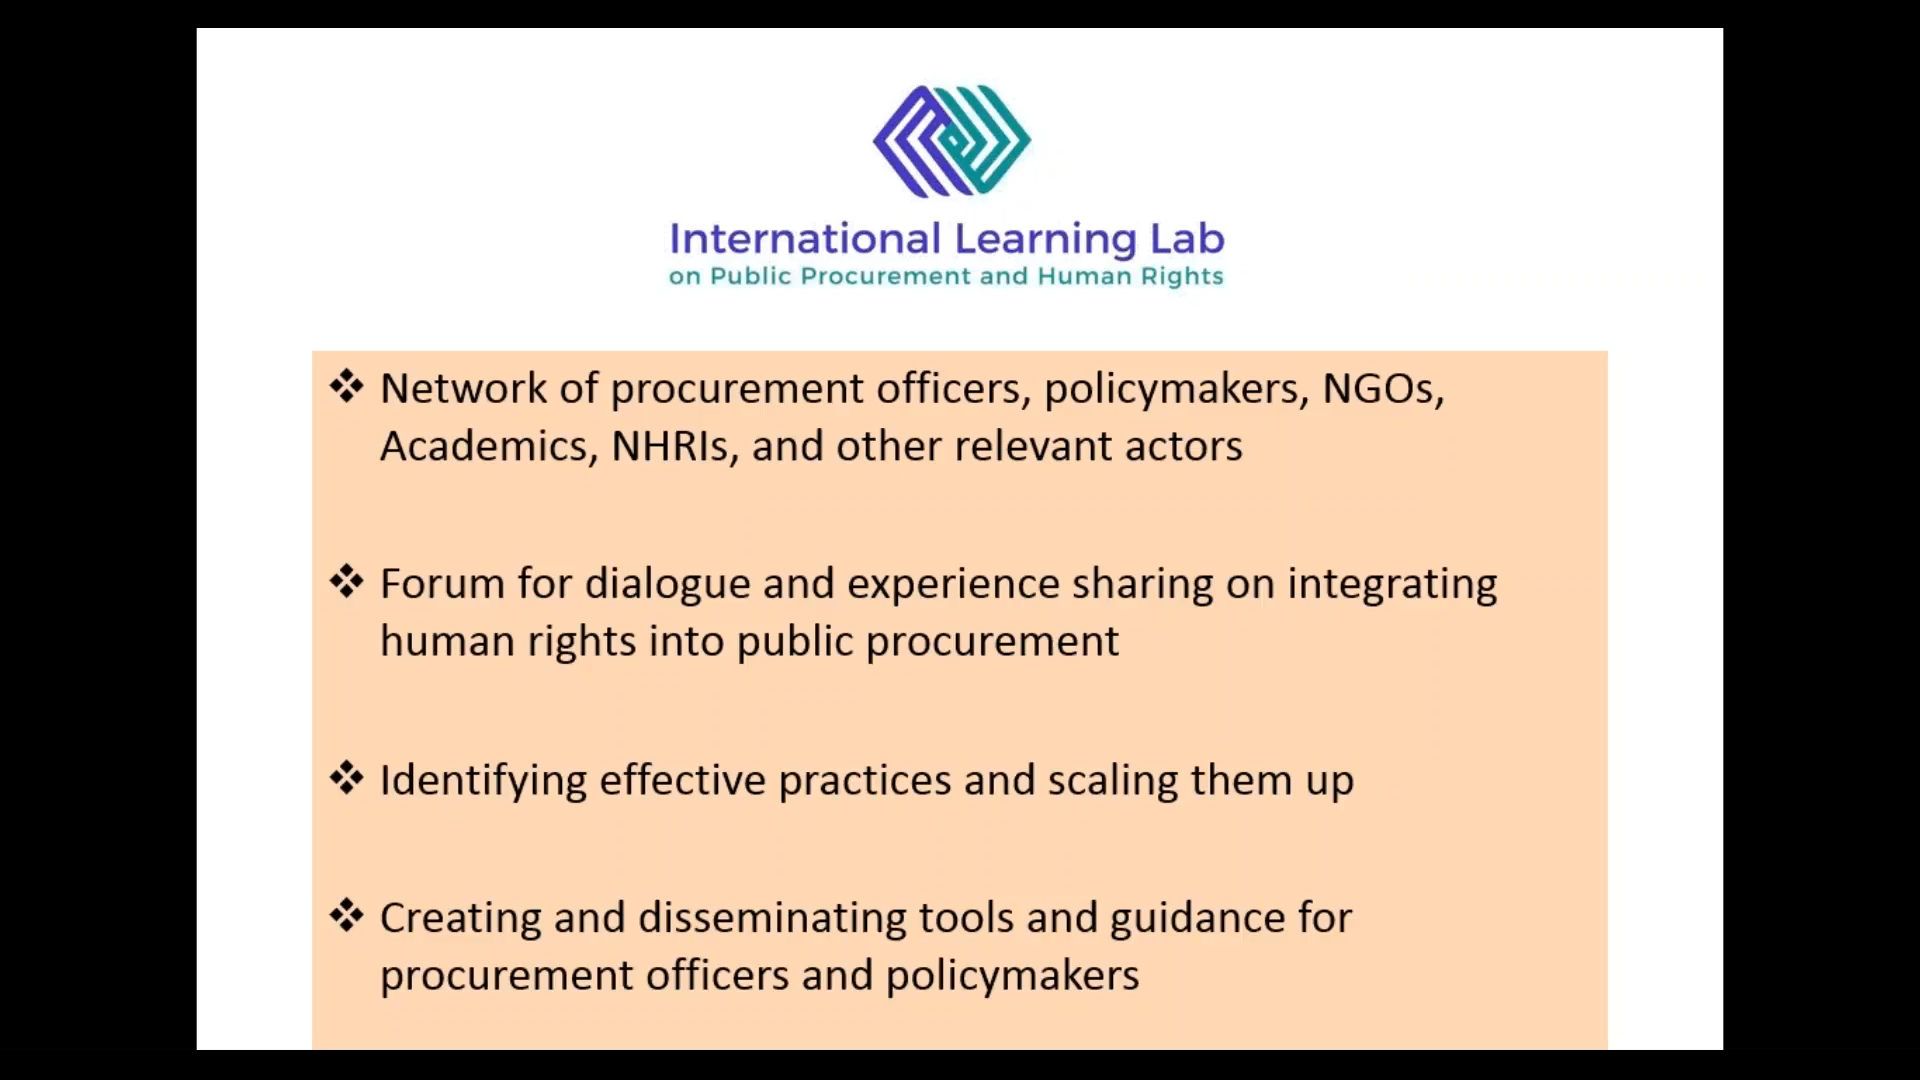 International Learning Lab
on Public Procurement and Human Rights
❖ Network of procurement officers, policymakers, NGOs,
Academics, NHRIs, and other relevant actors
❖ Forum for dialogue and experience sharing on integrating
human rights into public procurement
❖ Identifying effective practices and scaling them up
❖ Creating and disseminating tools and guidance for
procurement officers and policymakers